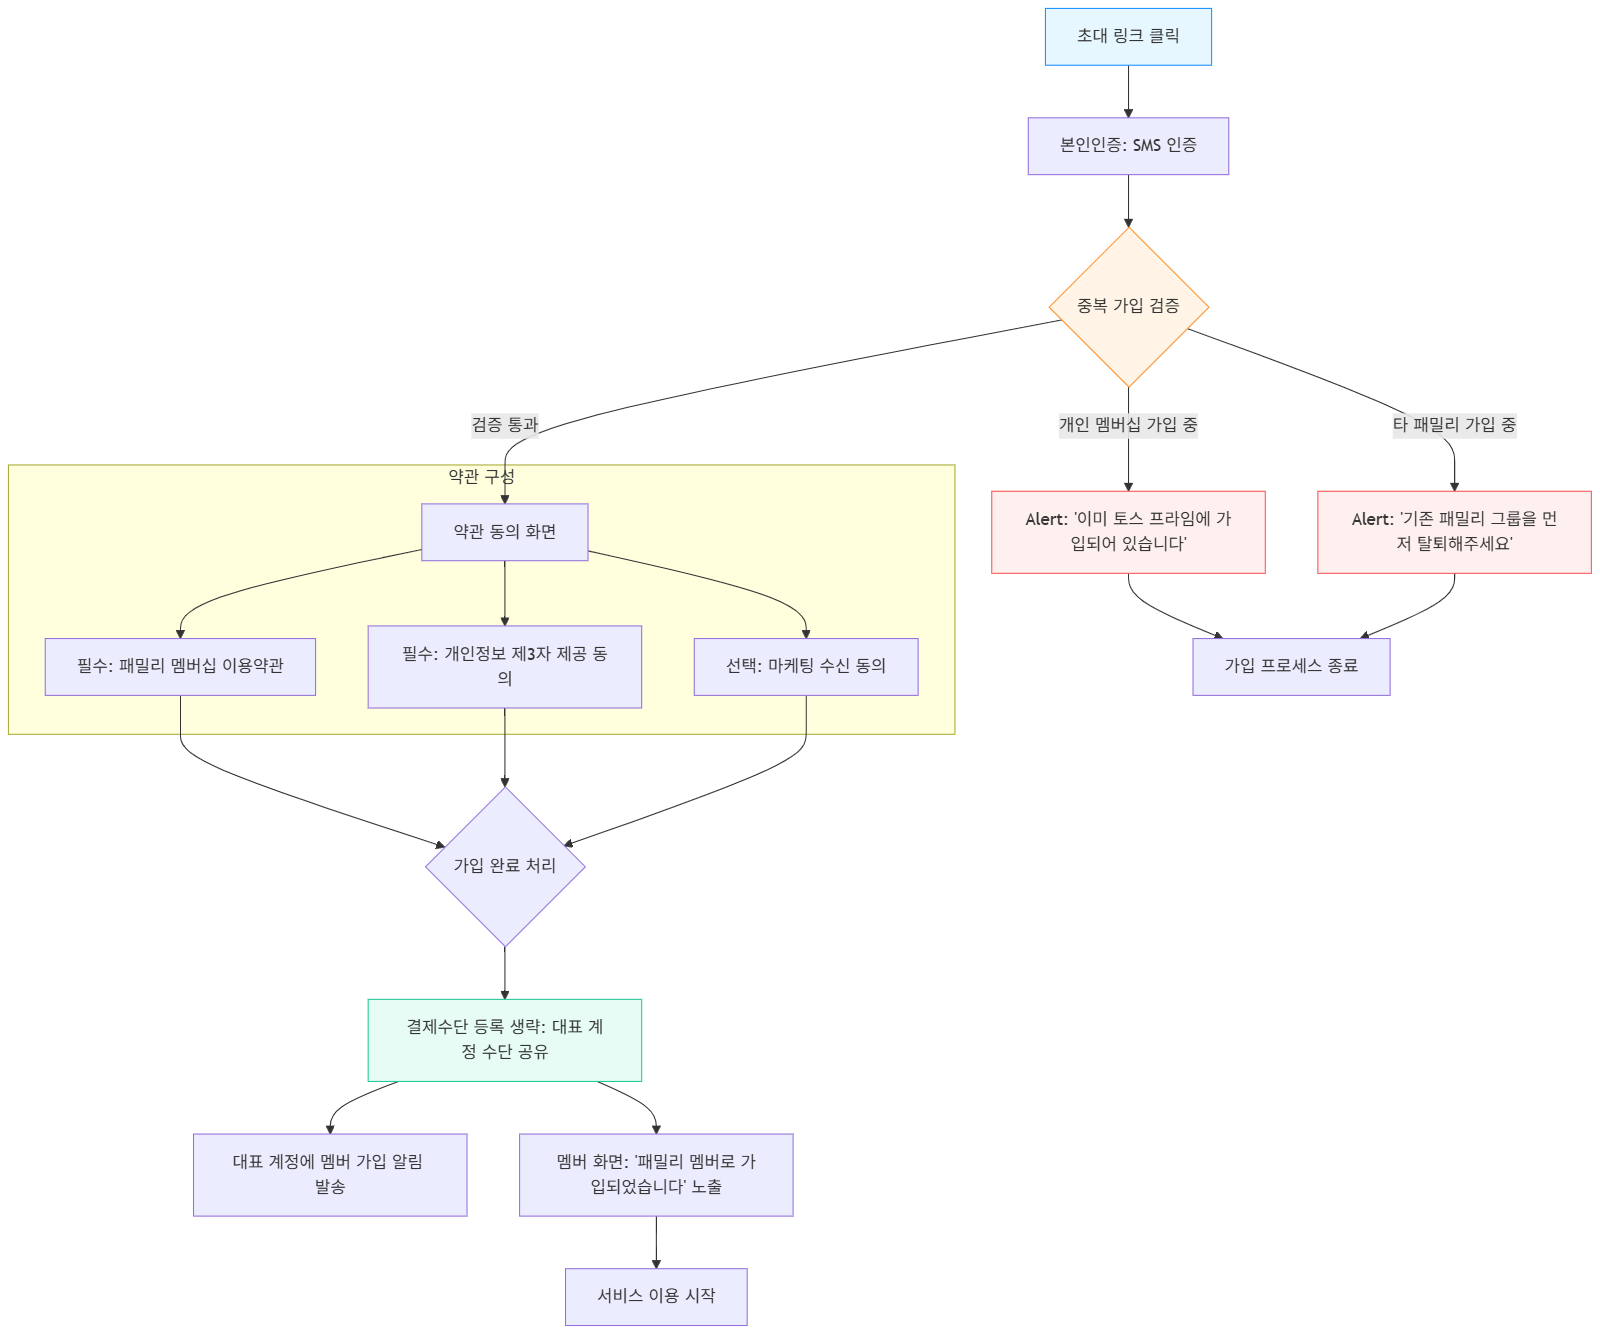 초대 링크 클릭
본인인증: SMS 인증
중복 가입 검증
검증 통과
개인 멤버십 가입 중
타 패밀리 가입 중
약관 구성
약관 동의 화면
Alert: '이미 토스 프라임에 가
입되어 있습니다'
Alert: '기존 패밀리 그룹을 먼
저 탈퇴해주세요'
필수: 패밀리 멤버십 이용약관
필수: 개인정보 제3자 제공 동
의
선택: 마케팅 수신 동의
가입 프로세스 종료
가입 완료 처리
결제수단 등록 생략: 대표 계
정 수단 공유
대표 계정에 멤버 가입 알림
발송
멤버 화면: '패밀리 멤버로 가
입되었습니다' 노출
서비스 이용 시작